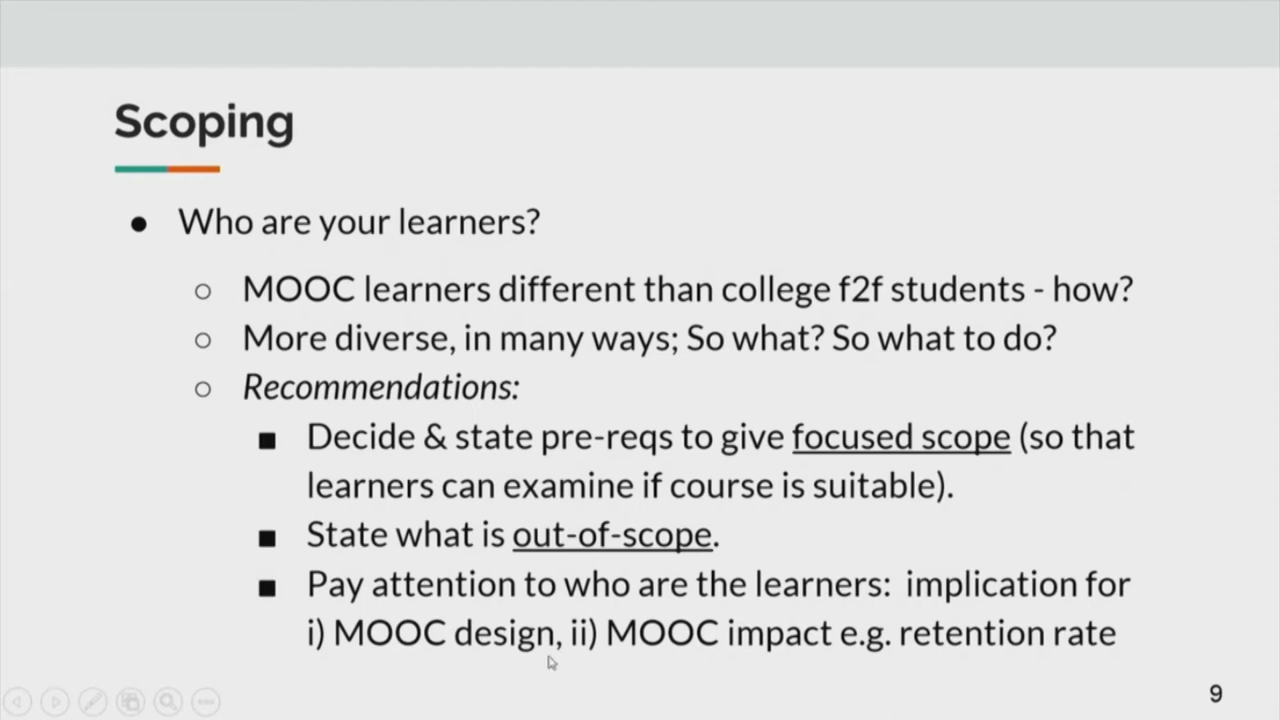 Scoping
● Who are your learners?
○ MOOC learners different than college f2f students - how?
○ More diverse, in many ways; So what? So what to do?
○ Recommendations:
■ Decide & state pre-reqs to give focused scope (so that
learners can examine if course is suitable).
■ State what is out-of-scope.
■ Pay attention to who are the learners:  implication for
i) MOOC design, ii) MOOC impact e.g. retention rate
9